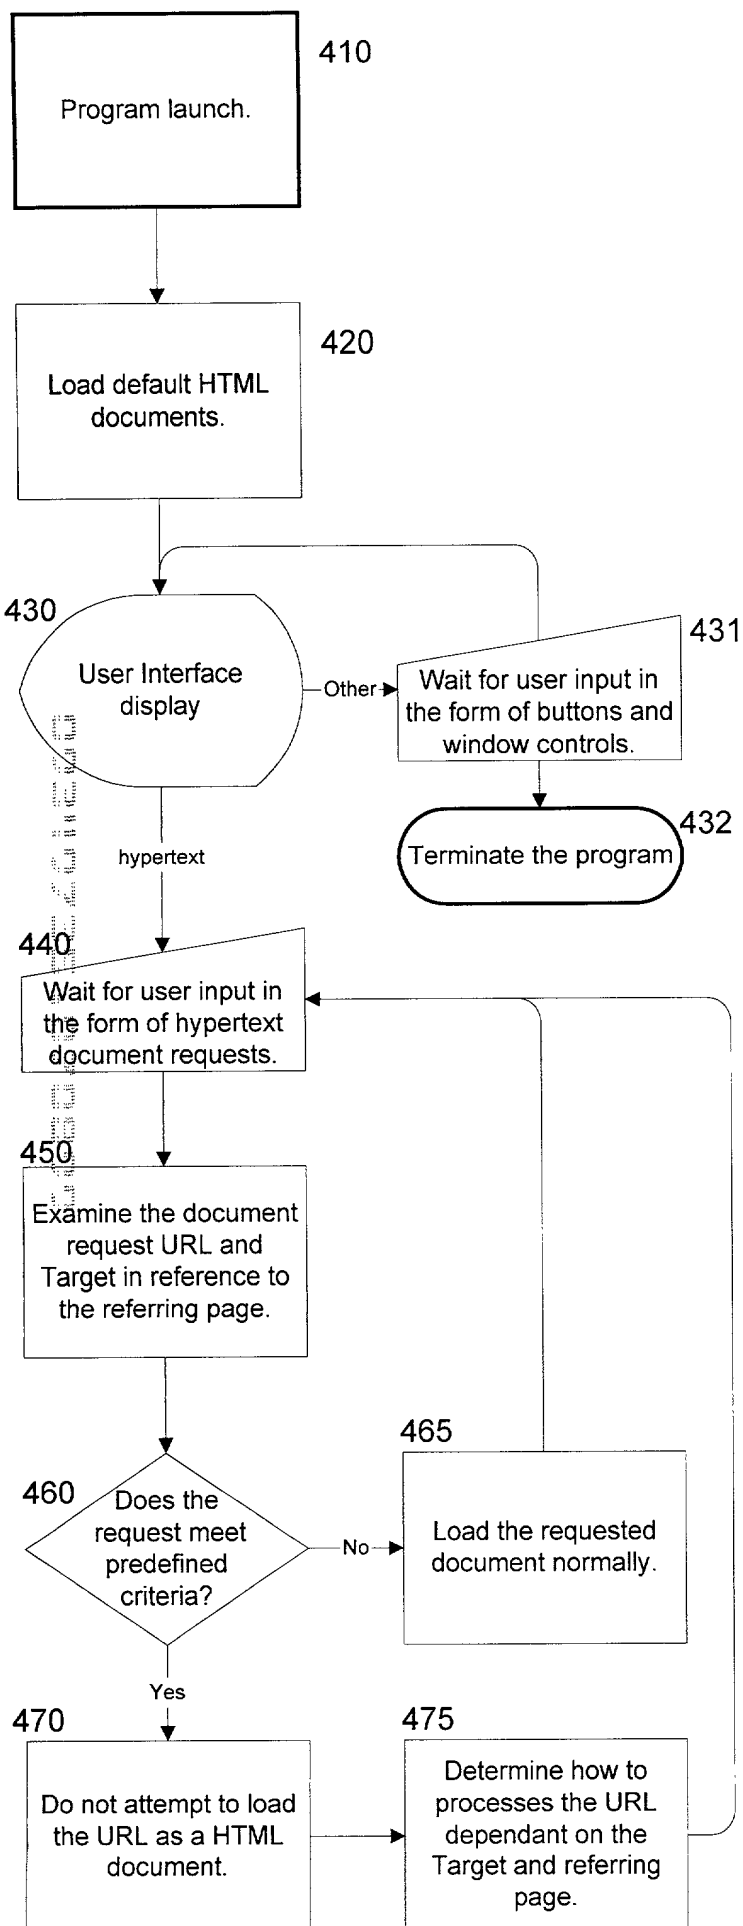 410
Program launch.
420
Load default HTML
documents.
430
User Interface
display
Other
431
Wait for user input in
the form of buttons and
window controls.
432
Terminate the program
hypertext
440
Wait for user input in
the form of hypertext
document requests.
450
Examine the document
request URL and
Target in reference to
the referring page.
460
Does the
request meet
predefined
criteria?
No
465
Load the requested
document normally.
Yes
470
Do not attempt to load
the URL as a HTML
document.
475
Determine how to
processes the URL
dependant on the
Target and referring
page.